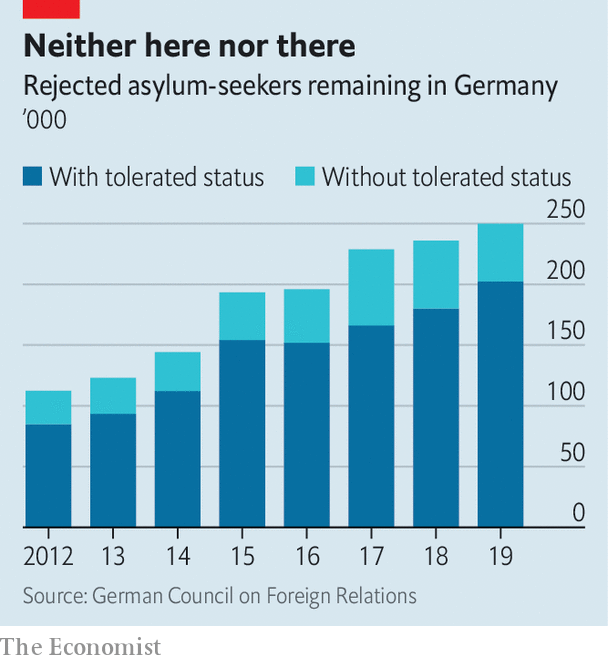 Neither here nor there
Rejected asylum-seekers remaining in Germany
’000
With tolerated status Without tolerated status
250
200
150
100
50
0
2012 13 14 15 16 17 18 19
Source: German Council on Foreign Relations
The Economist